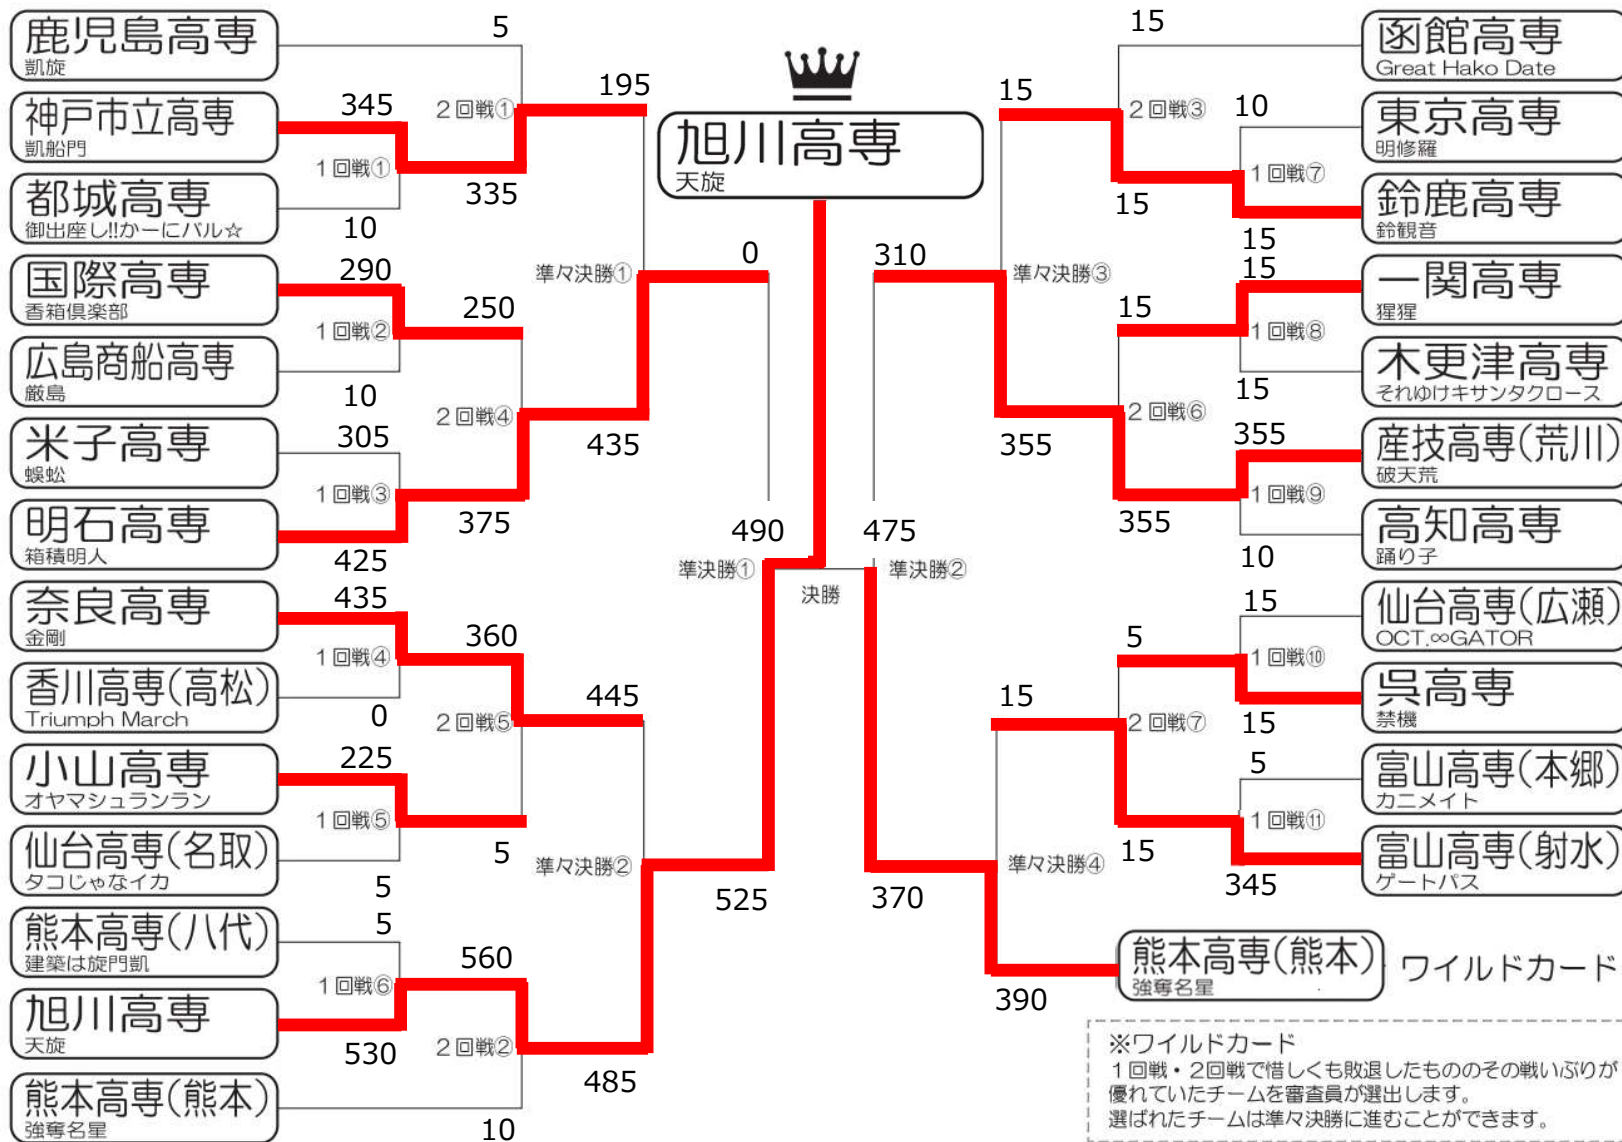 鹿児島高専
凱旋
神戸市立高専
凱船門
都城高専
御出座し!!かーにバル☆
国際高専
香箱倶楽部
広島商船高専
厳島
米子高専
蜈蚣
明石高専
箱積明人
奈良高専
金剛
香川高専(高松)
Triumph March
小山高専
オヤマシュランラン
仙台高専(名取)
タコじゃなイカ
熊本高専(八代)
建築は旋門凱
旭川高専
天旋
熊本高専(熊本)
強奪名星
345
1回戦①
10
290
1回戦②
10
305
1回戦③
425
435
1回戦④
0
225
1回戦⑤
5
5
1回戦⑥
530
5
2回戦①
335
250
2回戦④
375
360
2回戦⑤
5
560
2回戦②
10
195
準々決勝①
435
445
準々決勝②
485
0
490
準決勝①
525
旭川高専
天旋
決勝
310
475
準決勝②
370
15
準々決勝③
355
15
準々決勝④
390
15
2回戦③
15
15
2回戦⑥
355
5
2回戦⑦
15
10
1回戦⑦
15
15
1回戦⑧
15
355
1回戦⑨
10
15
1回戦⑩
15
5
1回戦⑪
345
函館高専
Great Hako Date
東京高専
明修羅
鈴鹿高専
鈴観音
一関高専
猩猩
木更津高専
それゆけキサンタクロース
産技高専(荒川)
破天荒
高知高専
踊り子
仙台高専(広瀬)
OCT.∞GATOR
呉高専
禁機
富山高専(本郷)
カニメイト
富山高専(射水)
ゲートパス
熊本高専(熊本)
強奪名星
ワイルドカード
※ワイルドカード
1回戦・2回戦で惜しくも敗退したもののその戦いぶりが
優れていたチームを審査員が選出します。
選ばれたチームは準々決勝に進むことができます。